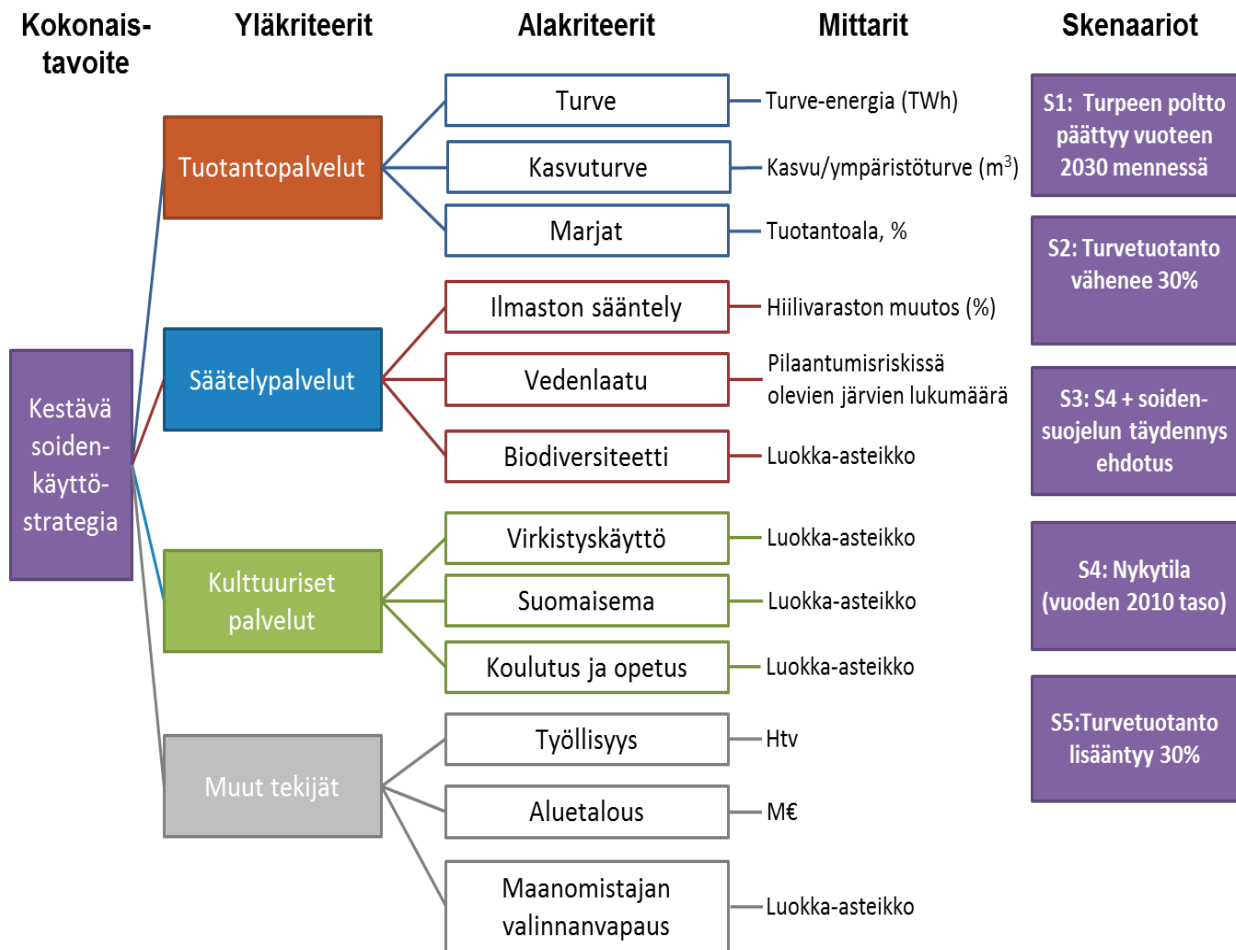 Kokonais-
tavoite
Yläkriteerit
Alakriteerit
Mittarit
Skenaariot
Kestävä
soiden-
käyttö-
strategia
Tuotantopalvelut
Turve
Turve-energia (TWh)
Kasvuturve
Kasvu/ympäristöturve (m³)
Marjat
Tuotantoala, %
Säätelypalvelut
Ilmaston sääntely
Hiilivaraston muutos (%)
Vedenlaatu
Pilaantumisriskissä
olevien järvien lukumäärä
Biodiversiteetti
Luokka-asteikko
Kulttuuriset
palvelut
Virkistyskäyttö
Luokka-asteikko
Suomaisema
Luokka-asteikko
Koulutus ja opetus
Luokka-asteikko
Muut tekijät
Työllisyys
Htv
Aluetalous
M€
Maanomistajan
valinnanvapaus
Luokka-asteikko
S1: Turpeen poltto
päättyy vuoteen
2030 mennessä
S2: Turvetuotanto
vähenee 30%
S3: S4 + soiden-
suojelun täydennys
ehdotus
S4: Nykytila
(vuoden 2010 taso)
S5:Turvetuotanto
lisääntyy 30%